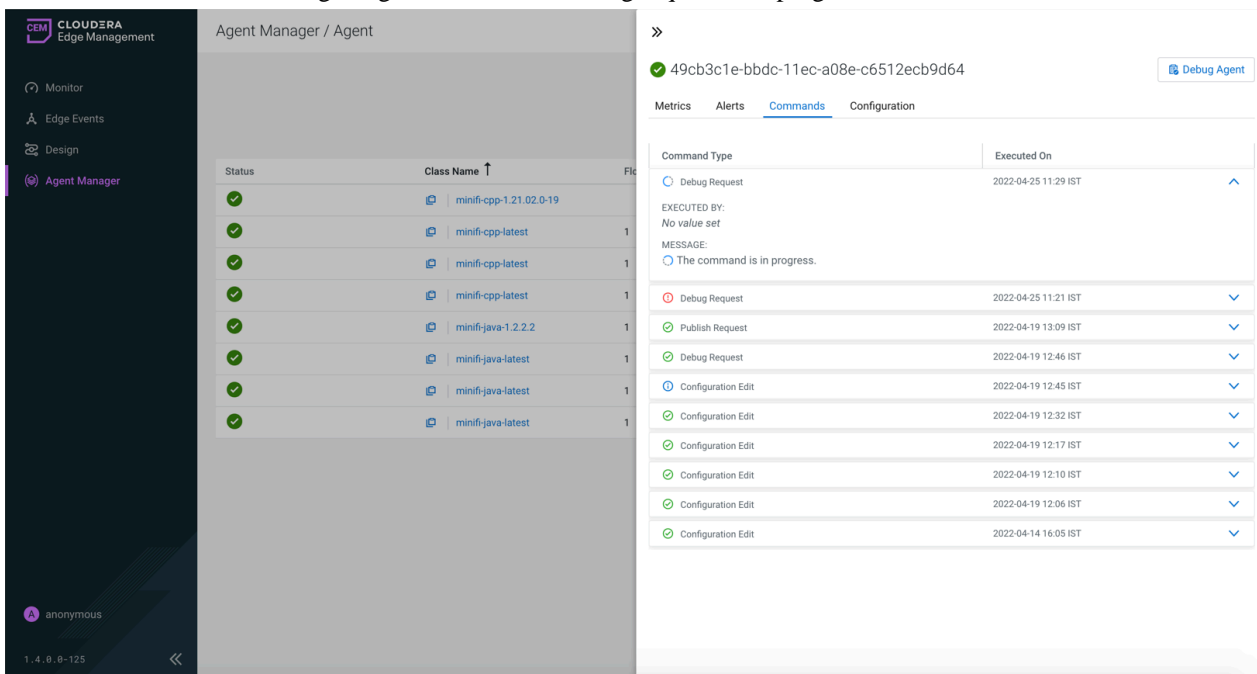 CEM CLOUDERA
Edge Management
Monitor
Edge Events
Design
Agent Manager
A anonymous
1.4.0.0-125
Agent Manager / Agent
Status Class Name Flo
minifi-cpp-1.21.02.0-19
minifi-cpp-latest 1
minifi-cpp-latest 1
minifi-cpp-latest 1
minifi-java-1.2.2.2 1
minifi-java-latest 1
minifi-java-latest 1
minifi-java-latest 1
49cb3c1e-bbdc-11ec-a08e-c6512ecb9d64 Debug Agent
Metrics Alerts Commands Configuration
Command Type Executed On
Debug Request 2022-04-25 11:29 IST
EXECUTED BY:
No value set
MESSAGE:
The command is in progress.
Debug Request 2022-04-25 11:21 IST
Publish Request 2022-04-19 13:09 IST
Debug Request 2022-04-19 12:46 IST
Configuration Edit 2022-04-19 12:45 IST
Configuration Edit 2022-04-19 12:32 IST
Configuration Edit 2022-04-19 12:17 IST
Configuration Edit 2022-04-19 12:10 IST
Configuration Edit 2022-04-19 12:06 IST
Configuration Edit 2022-04-14 16:05 IST